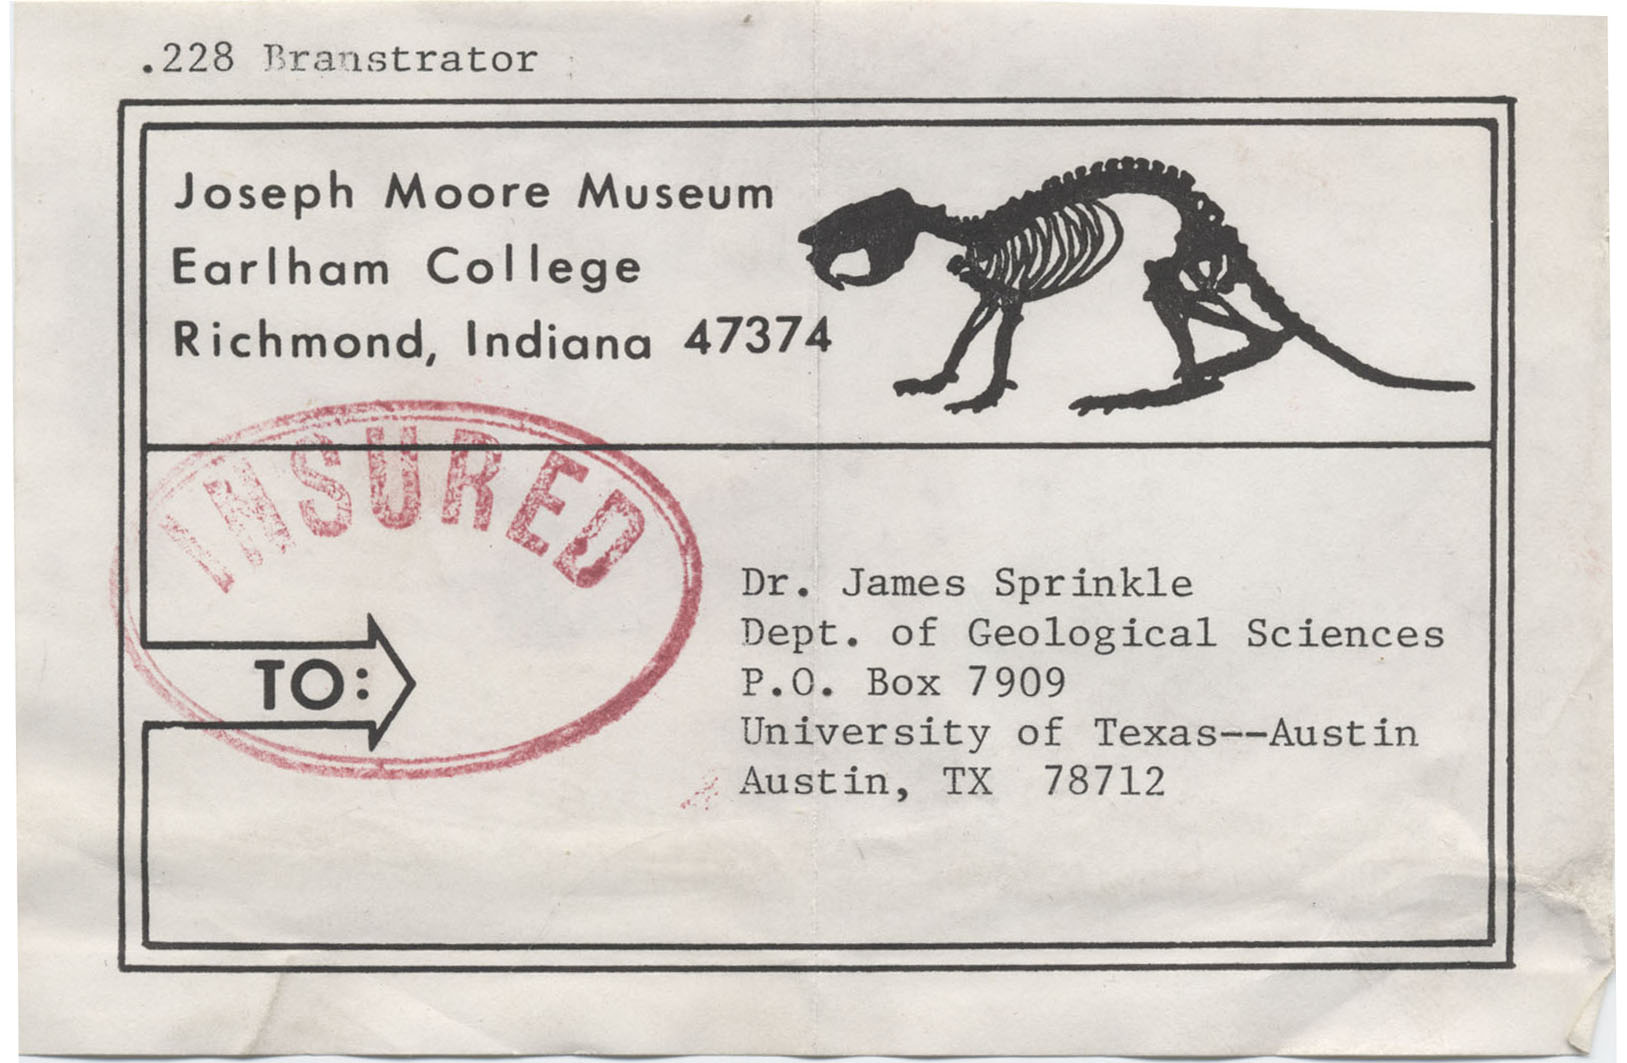 .228 Branstrator
Joseph Moore Museum
Earlham College
Richmond, Indiana 47374
INSURED
TO:
Dr. James Sprinkle
Dept. of Geological Sciences
P.O. Box 7909
University of Texas--Austin
Austin, TX 78712